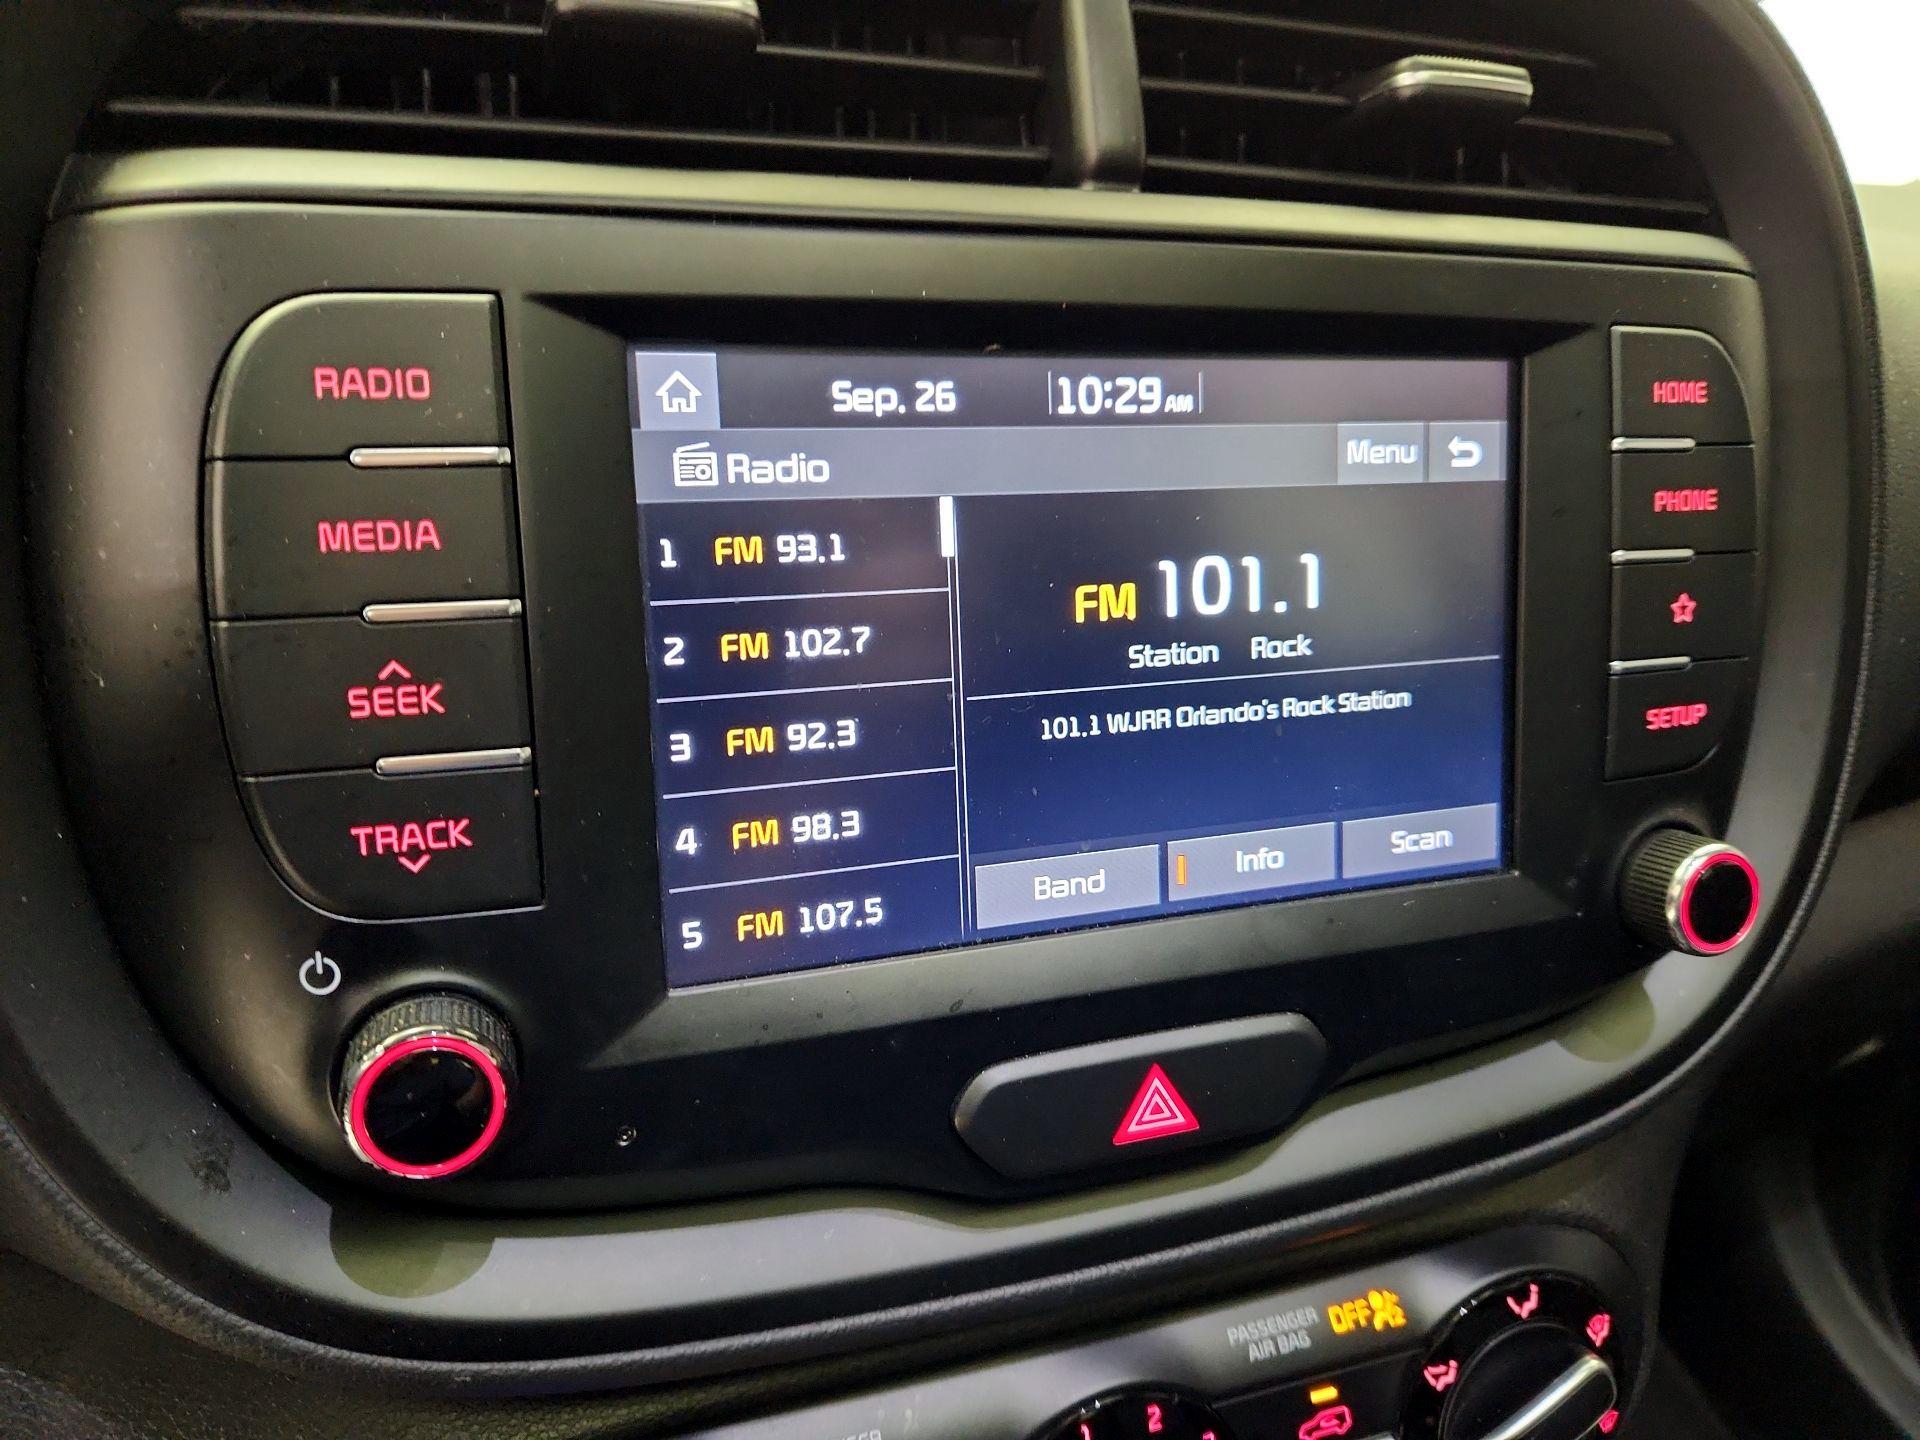 RADIO
MEDIA
SEEK
TRACK
Sep. 26
10:29 AM
Radio
Menu
1 FM 93.1
2 FM 102.7
3 FM 92.3
4 FM 98.3
5 FM 107.5
FM 101.1
Station Rock
101.1 WJRR Orlando's Rock Station
Band
Info
Scan
HOME
PHONE
SETUP
PASSENGER
AIR BAG
OFF
2